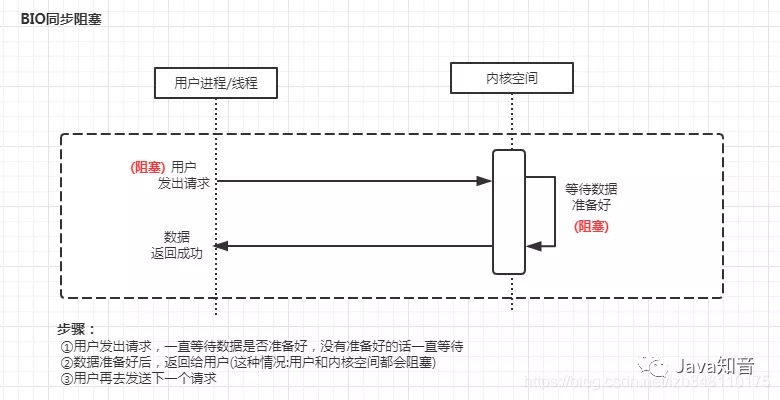 BIO同步阻塞
用户进程/线程
内核空间
(阻塞) 用户
发出请求
等待数据
准备好
(阻塞)
数据
返回成功
步骤：
①用户发出请求，一直等待数据是否准备好，没有准备好的话一直等待
②数据准备好后，返回给用户(这种情况:用户和内核空间都会阻塞)
③用户再去发送下一个请求
Java知音
https://blog.csdn.net/lzb348110175